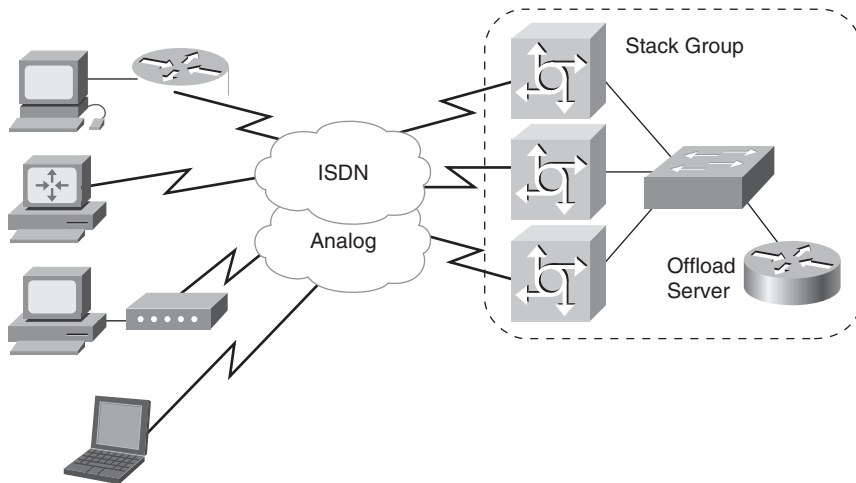 Stack Group
ISDN
Analog
Offload
Server